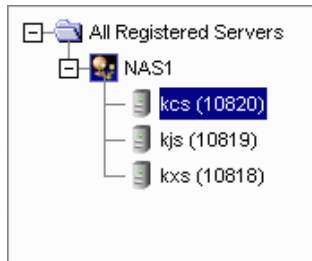 All Registered Servers
NAS1
kcs (10820)
kjs (10819)
kxs (10818)